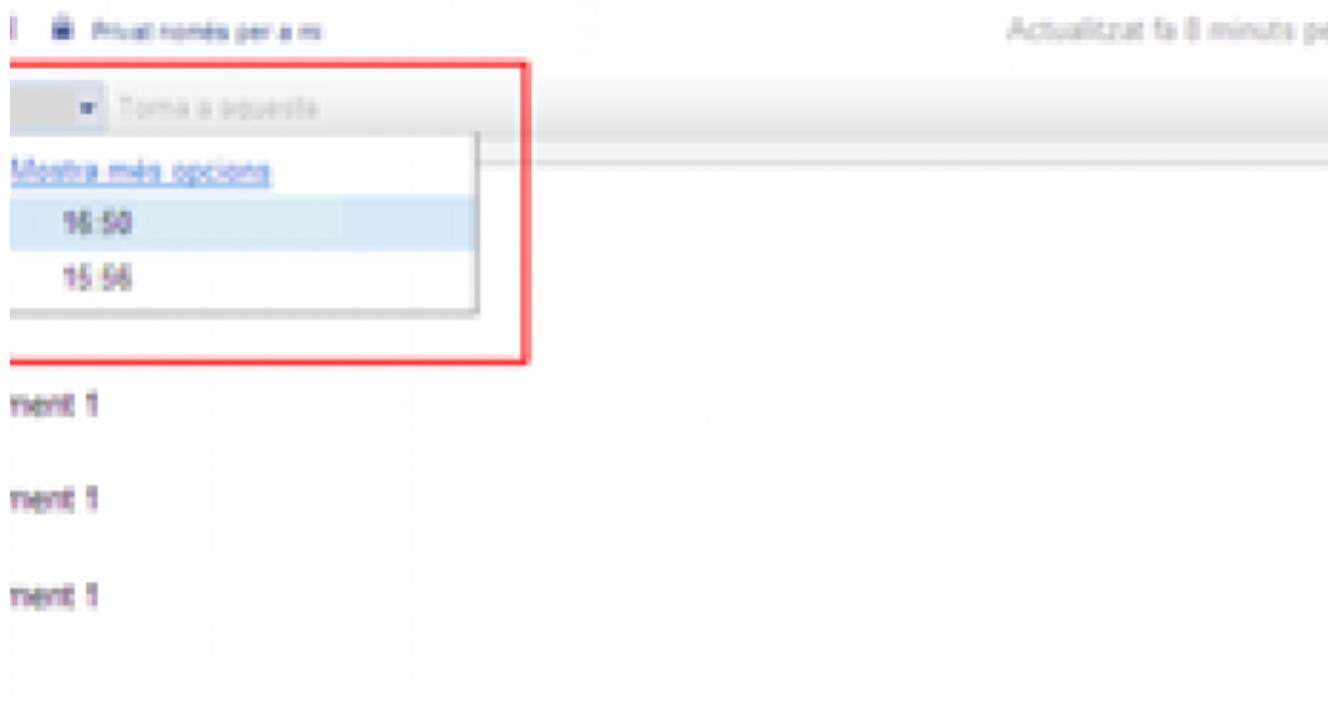 Privat només per a mi
Actualitzat fa 8 minuts
Torna a aquesta
Mostra més opcions
16:50
15:56
ment 1
ment 1
ment 1